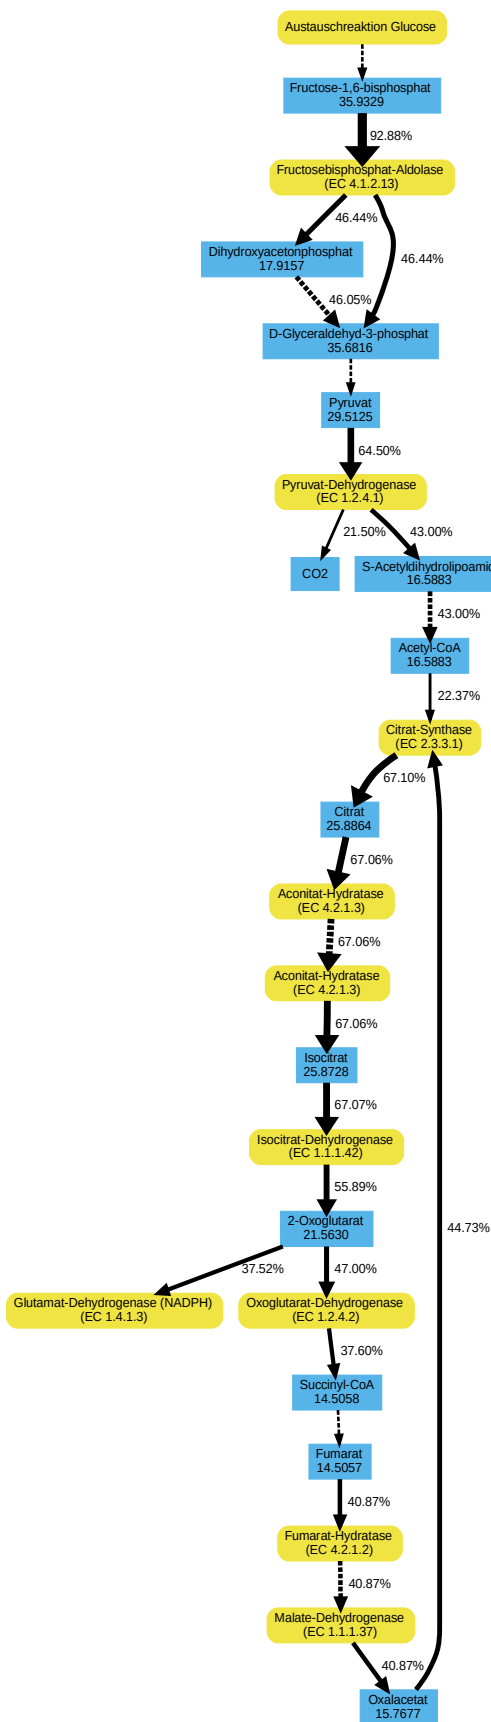 Austauschreaktion Glucose
Fructose-1,6-bisphosphat
35.9329
92.88%
Fructosebisphosphat-Aldolase
(EC 4.1.2.13)
46.44%
Dihydroxyacetonphosphat
17.9157
46.44%
46.05%
D-Glyceraldehyd-3-phosphat
35.6816
Pyruvat
29.5125
64.50%
Pyruvat-Dehydrogenase
(EC 1.2.4.1)
21.50%
43.00%
CO2
S-Acetyldihydrolipoamid
16.5883
43.00%
Acetyl-CoA
16.5883
22.37%
Citrat-Synthase
(EC 2.3.3.1)
67.10%
Citrat
25.8864
67.06%
Aconitat-Hydratase
(EC 4.2.1.3)
67.06%
Aconitat-Hydratase
(EC 4.2.1.3)
67.06%
Isocitrat
25.8728
67.07%
Isocitrat-Dehydrogenase
(EC 1.1.1.42)
55.89%
2-Oxoglutarat
21.5630
44.73%
37.52%
47.00%
Glutamat-Dehydrogenase (NADPH)
(EC 1.4.1.3)
Oxoglutarat-Dehydrogenase
(EC 1.2.4.2)
37.60%
Succinyl-CoA
14.5058
Fumarat
14.5057
40.87%
Fumarat-Hydratase
(EC 4.2.1.2)
40.87%
Malate-Dehydrogenase
(EC 1.1.1.37)
40.87%
Oxalacetat
15.7677